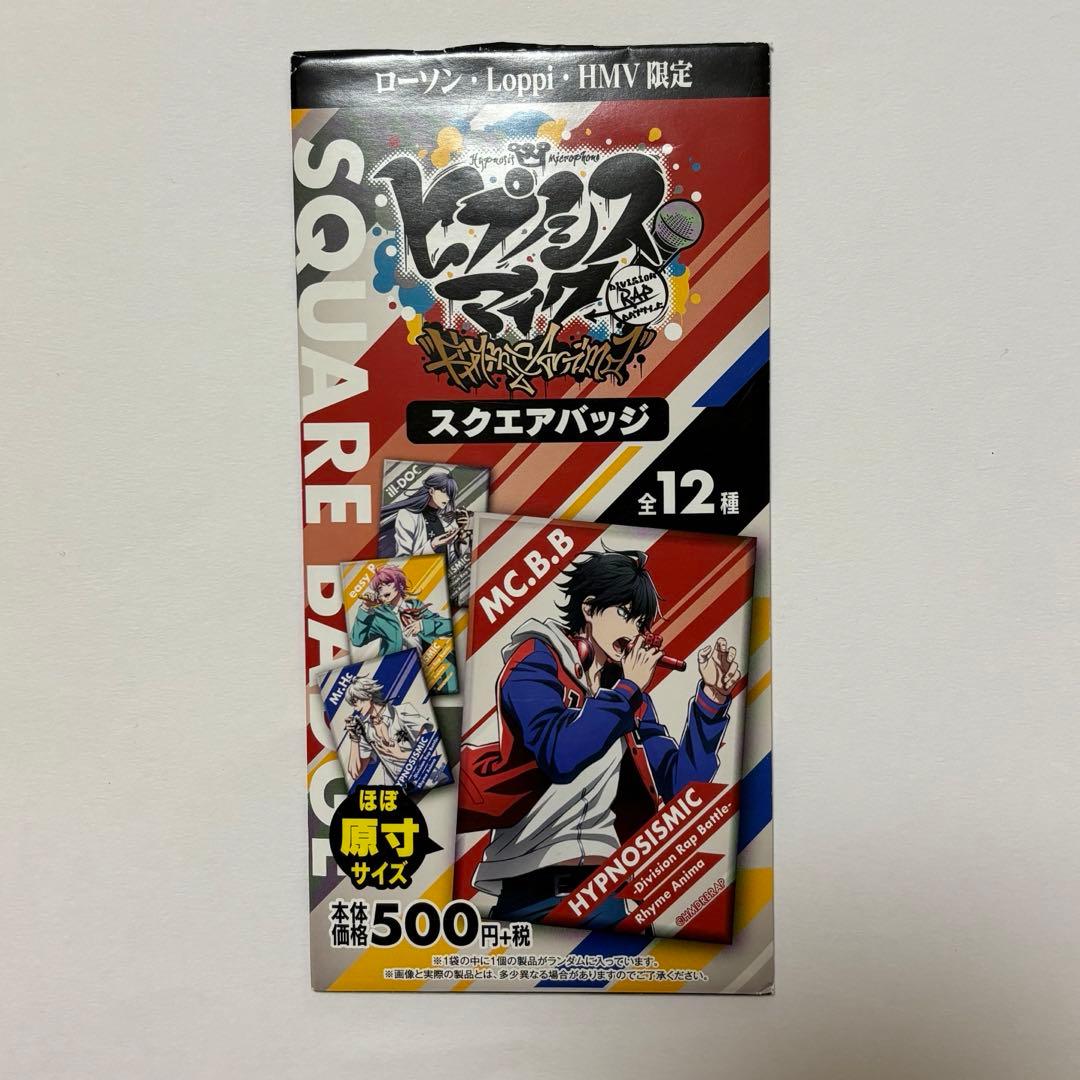 ローソン・Loppi・HMV 限定
Hypnosis Microphone
ヒプノシス
マイク
DIVISION
RAP
BATTLE
"Rhyme Anima"
スクエアバッジ
SQUARE BADGE
全12種
ill-DOC
easy R
Mr.Hc
HYPNOSISMIC
MC.B.B
HYPNOSISMIC
-Division Rap Battle-
Rhyme Anima
©HMDRBRAP
ほぼ
原寸
サイズ
本体
価格500円+税
※1袋の中に1個の製品がランダムに入っています。
※画像と実際の製品とは、多少異なる場合がありますのでご了承ください。